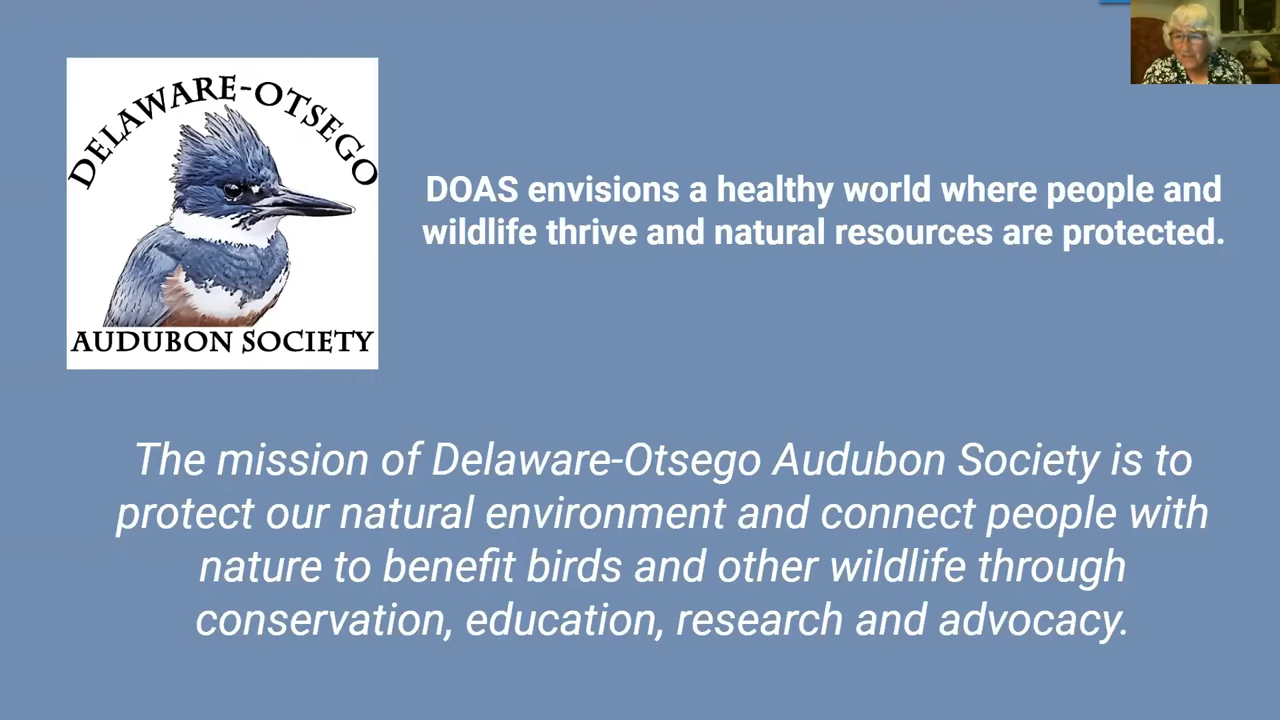 DELAWARE-OTSEGO
AUDUBON SOCIETY
DOAS envisions a healthy world where people and
wildlife thrive and natural resources are protected.
The mission of Delaware-Otsego Audubon Society is to
protect our natural environment and connect people with
nature to benefit birds and other wildlife through
conservation, education, research and advocacy.